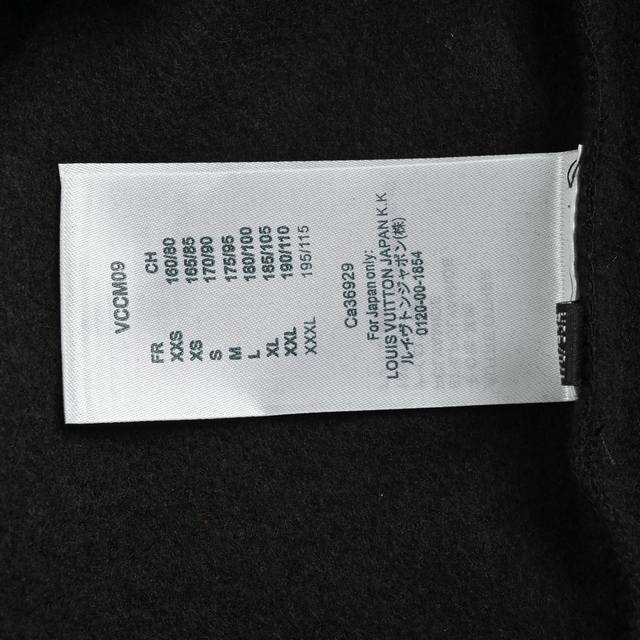 VCCM09
FR CH
XXS 160/80
XS 165/85
S 170/90
M 175/95
L 180/100
XL 185/105
XXL 190/110
XXXL 195/115
Ca36929
For Japan only:
LOUIS VUITTON JAPAN K.K
ルイヴィトンジャポン(株)
0120-00-1854